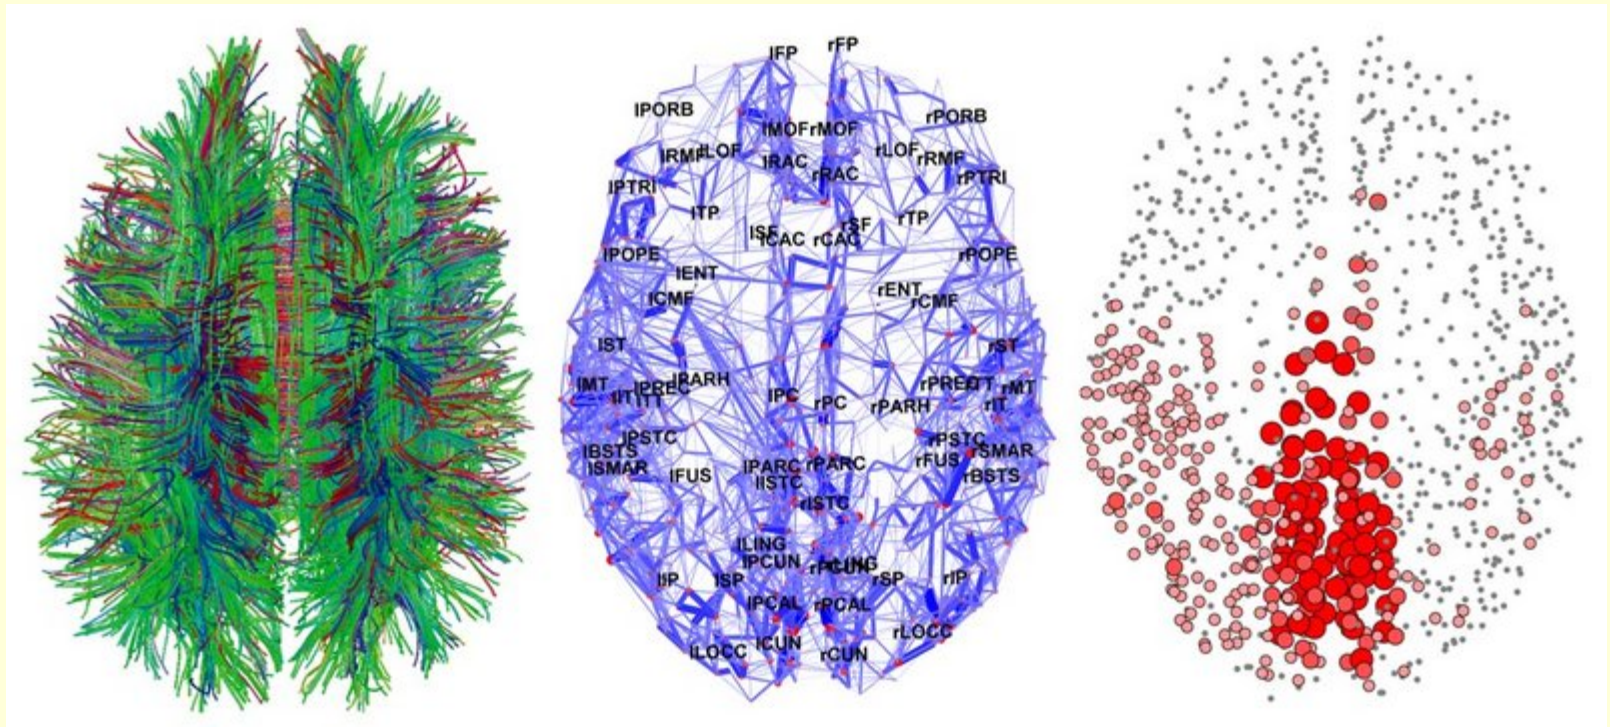 lFP
rFP
lPORB
rPORB
lMOF
rMOF
lRMF
lLOF
lRAC
rLOF
rRMF
rRAC
rPTRI
lPTRI
lTP
rTP
lSF
rSF
lCAC
rCAC
lPOPE
rPOPE
lENT
rENT
lCMF
rCMF
lST
rST
lMT
lPREC
lPARH
rPREC
rMT
lIT
lTT
lPC
rPC
rPARH
rIT
lPSTC
rPSTC
lBSTS
rSMAR
lSMAR
lPARC
rPARC
rFUS
lFUS
lISTC
rBSTS
rISTC
lLING
lPCUN
lIP
lSP
rSP
rIP
lPCAL
rPCAL
rLOCC
lCUN
lLOCC
rCUN